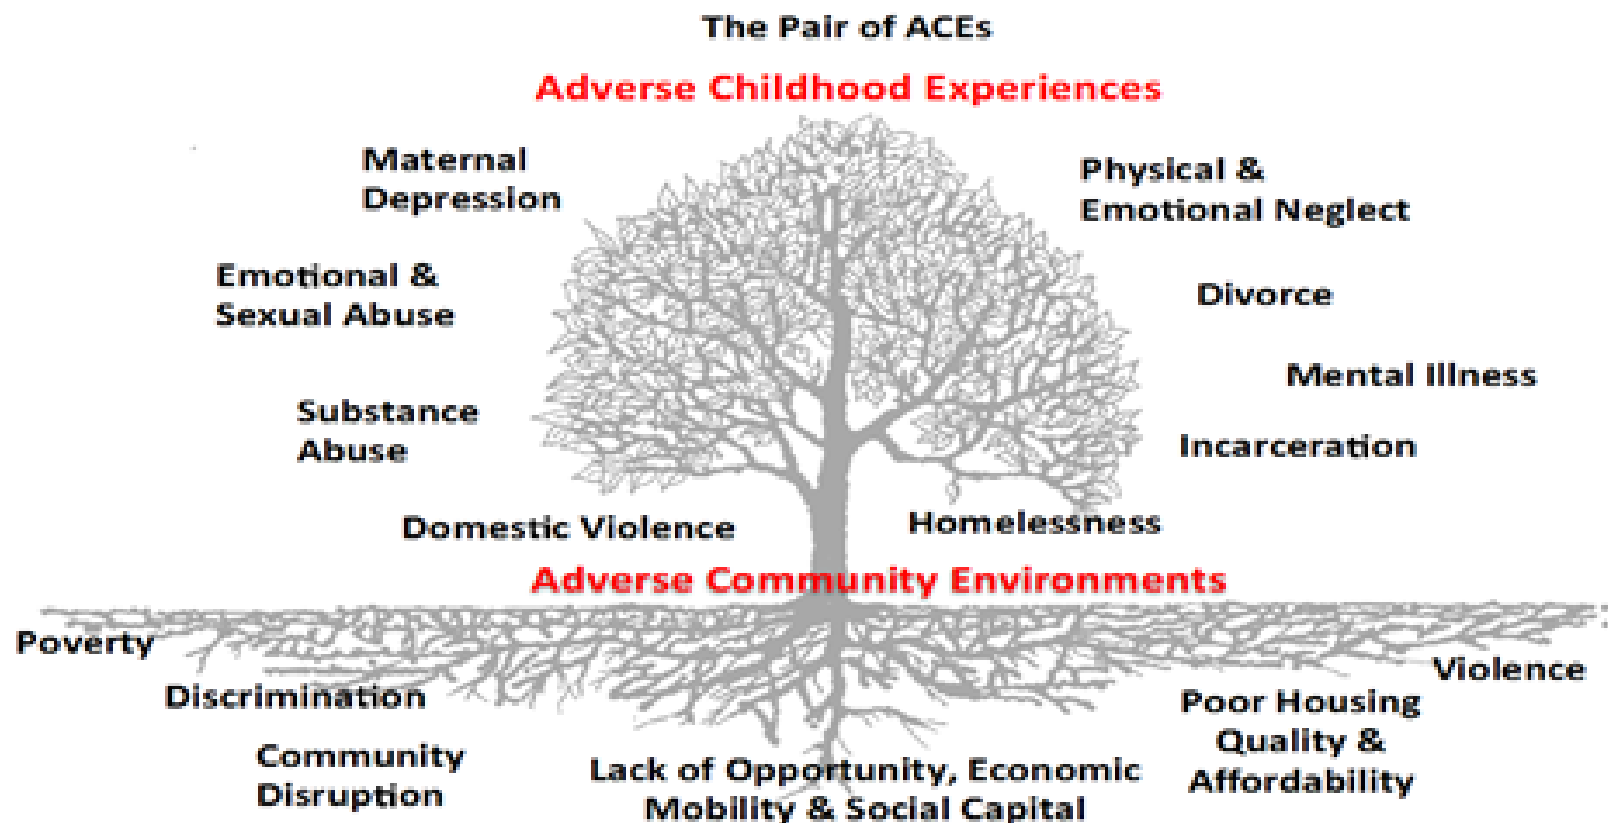 The Pair of ACEs
Adverse Childhood Experiences
Maternal
Depression
Physical &
Emotional Neglect
Emotional &
Sexual Abuse
Divorce
Mental Illness
Substance
Abuse
Incarceration
Domestic Violence
Homelessness
Adverse Community Environments
Poverty
Violence
Discrimination
Poor Housing
Quality &
Affordability
Community
Disruption
Lack of Opportunity, Economic
Mobility & Social Capital